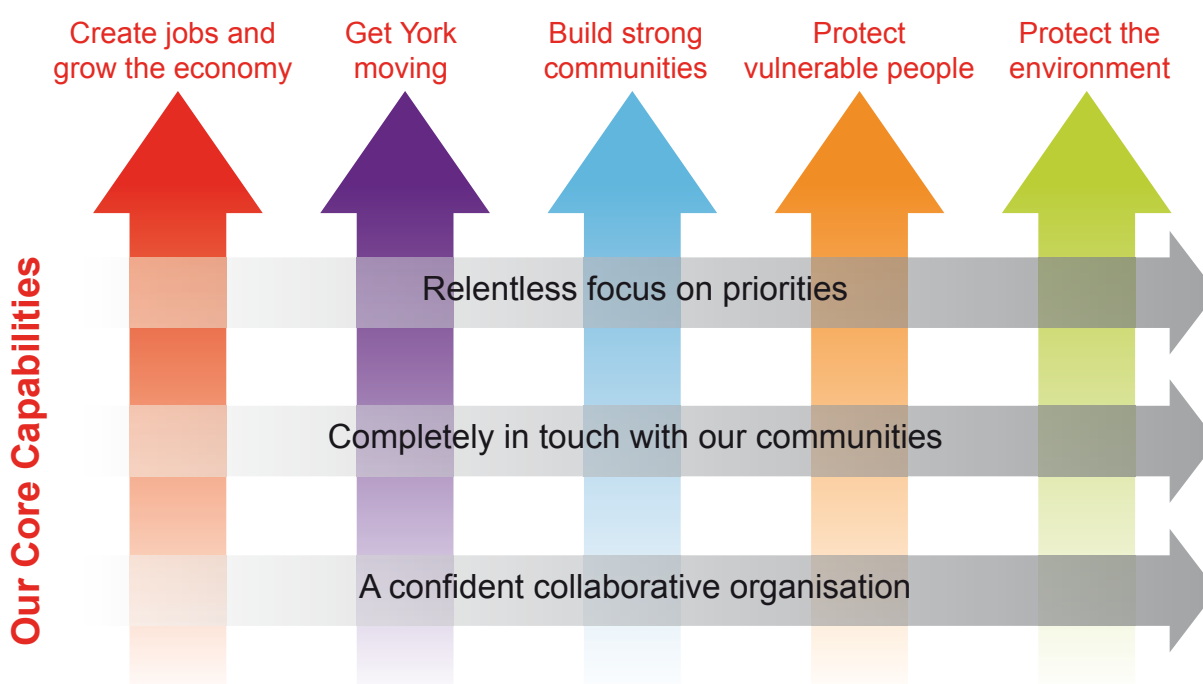 Create jobs and
grow the economy
Get York
moving
Build strong
communities
Protect
vulnerable people
Protect the
environment
Our Core Capabilities
Relentless focus on priorities
Completely in touch with our communities
A confident collaborative organisation